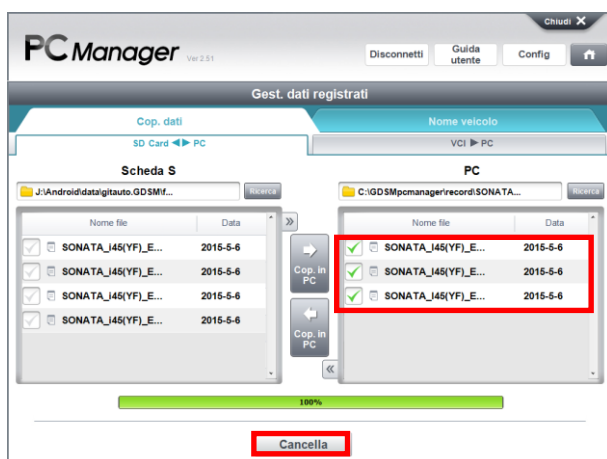 Chiudi X
PC Manager Ver 2.51
Disconnetti
Guida utente
Config
Gest. dati registrati
Cop. dati
Nome veicolo
SD Card ◀▶ PC
VCI ▶ PC
Scheda S
PC
J:\Android\data\gitauto.GDSM\f...
Ricerca
C:\GDSMpcmanager\record\SONATA...
Ricerca
Nome file Data
Nome file Data
SONATA_i45(YF)_E... 2015-5-6
SONATA_i45(YF)_E... 2015-5-6
SONATA_i45(YF)_E... 2015-5-6
SONATA_i45(YF)_E... 2015-5-6
Cop. in
PC
Cop. in
PC
SONATA_i45(YF)_E... 2015-5-6
SONATA_i45(YF)_E... 2015-5-6
SONATA_i45(YF)_E... 2015-5-6
100%
Cancella